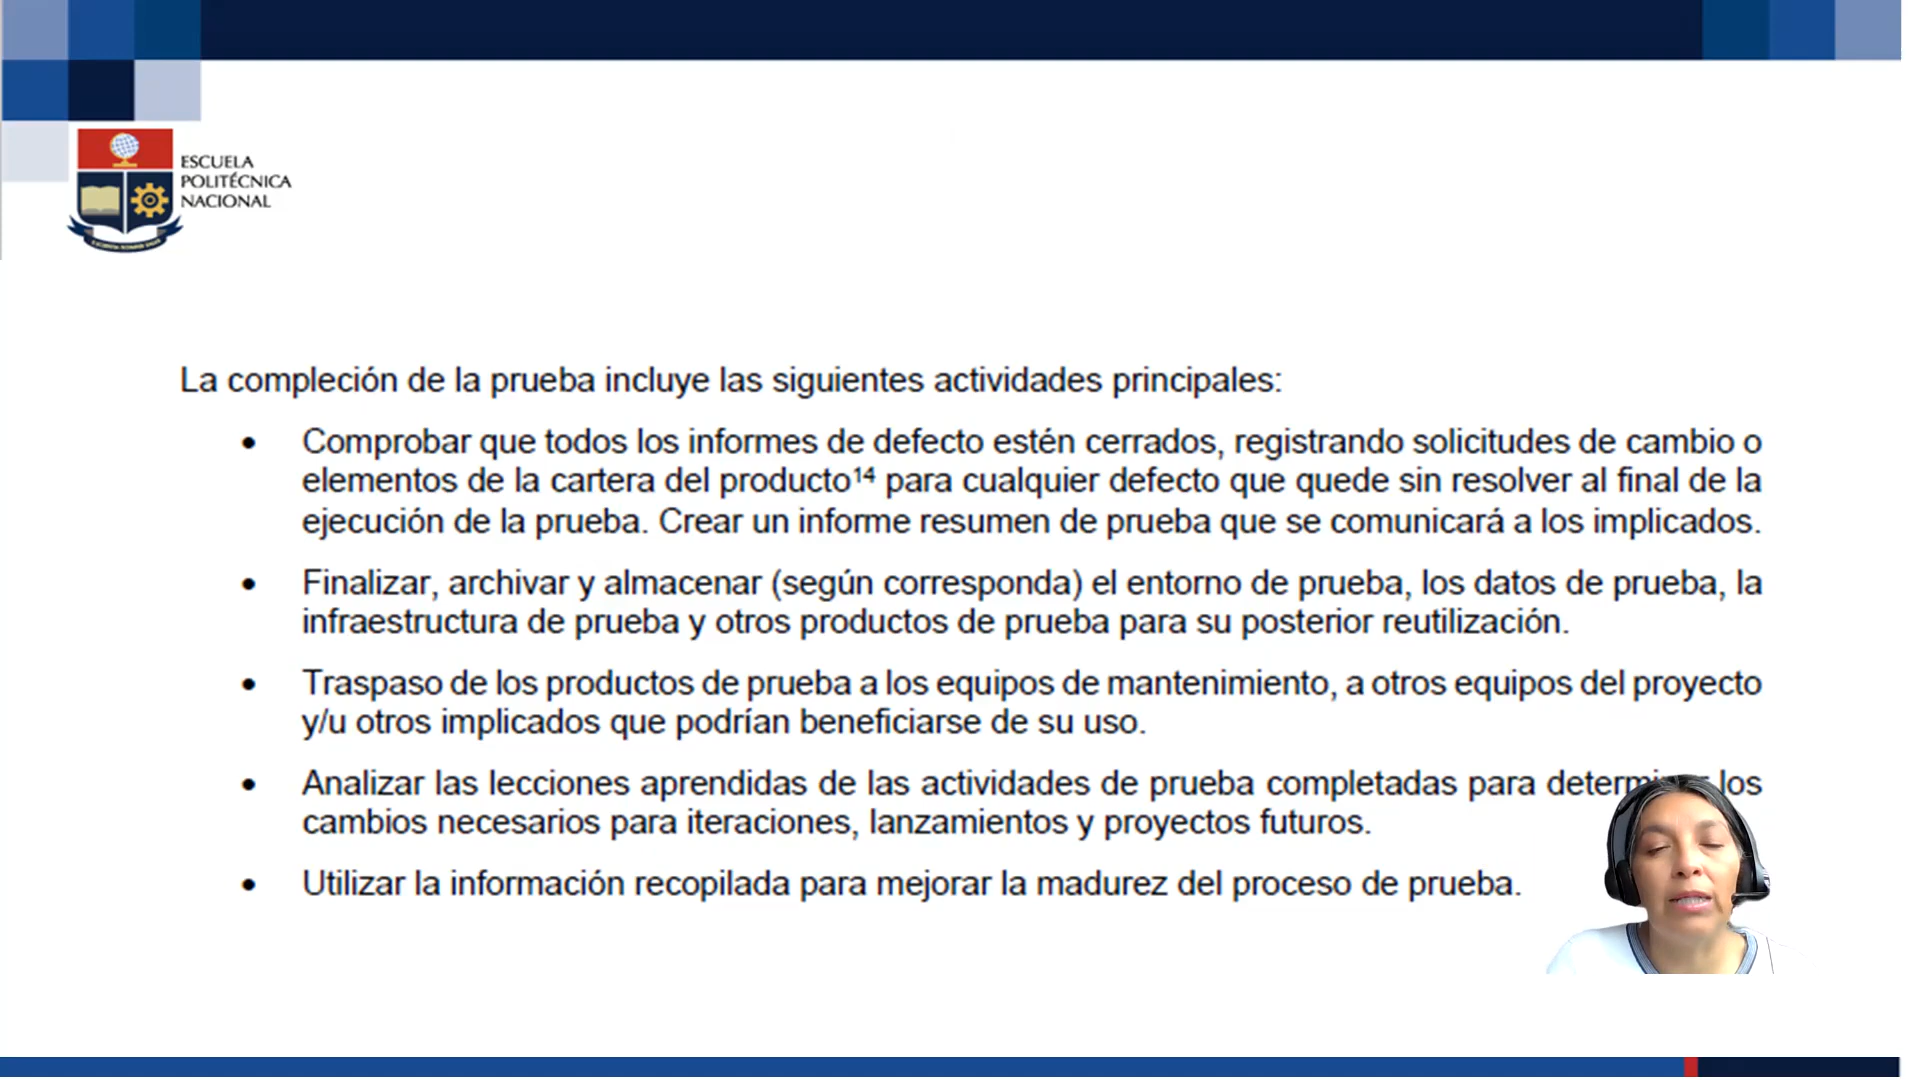 ESCUELA
POLITÉCNICA
NACIONAL
La compleción de la prueba incluye las siguientes actividades principales:
• Comprobar que todos los informes de defecto estén cerrados, registrando solicitudes de cambio o
elementos de la cartera del producto¹⁴ para cualquier defecto que quede sin resolver al final de la
ejecución de la prueba. Crear un informe resumen de prueba que se comunicará a los implicados.
• Finalizar, archivar y almacenar (según corresponda) el entorno de prueba, los datos de prueba, la
infraestructura de prueba y otros productos de prueba para su posterior reutilización.
• Traspaso de los productos de prueba a los equipos de mantenimiento, a otros equipos del proyecto
y/u otros implicados que podrían beneficiarse de su uso.
• Analizar las lecciones aprendidas de las actividades de prueba completadas para los
cambios necesarios para iteraciones, lanzamientos y proyectos futuros.
• Utilizar la información recopilada para mejorar la madurez del proceso de prueba.